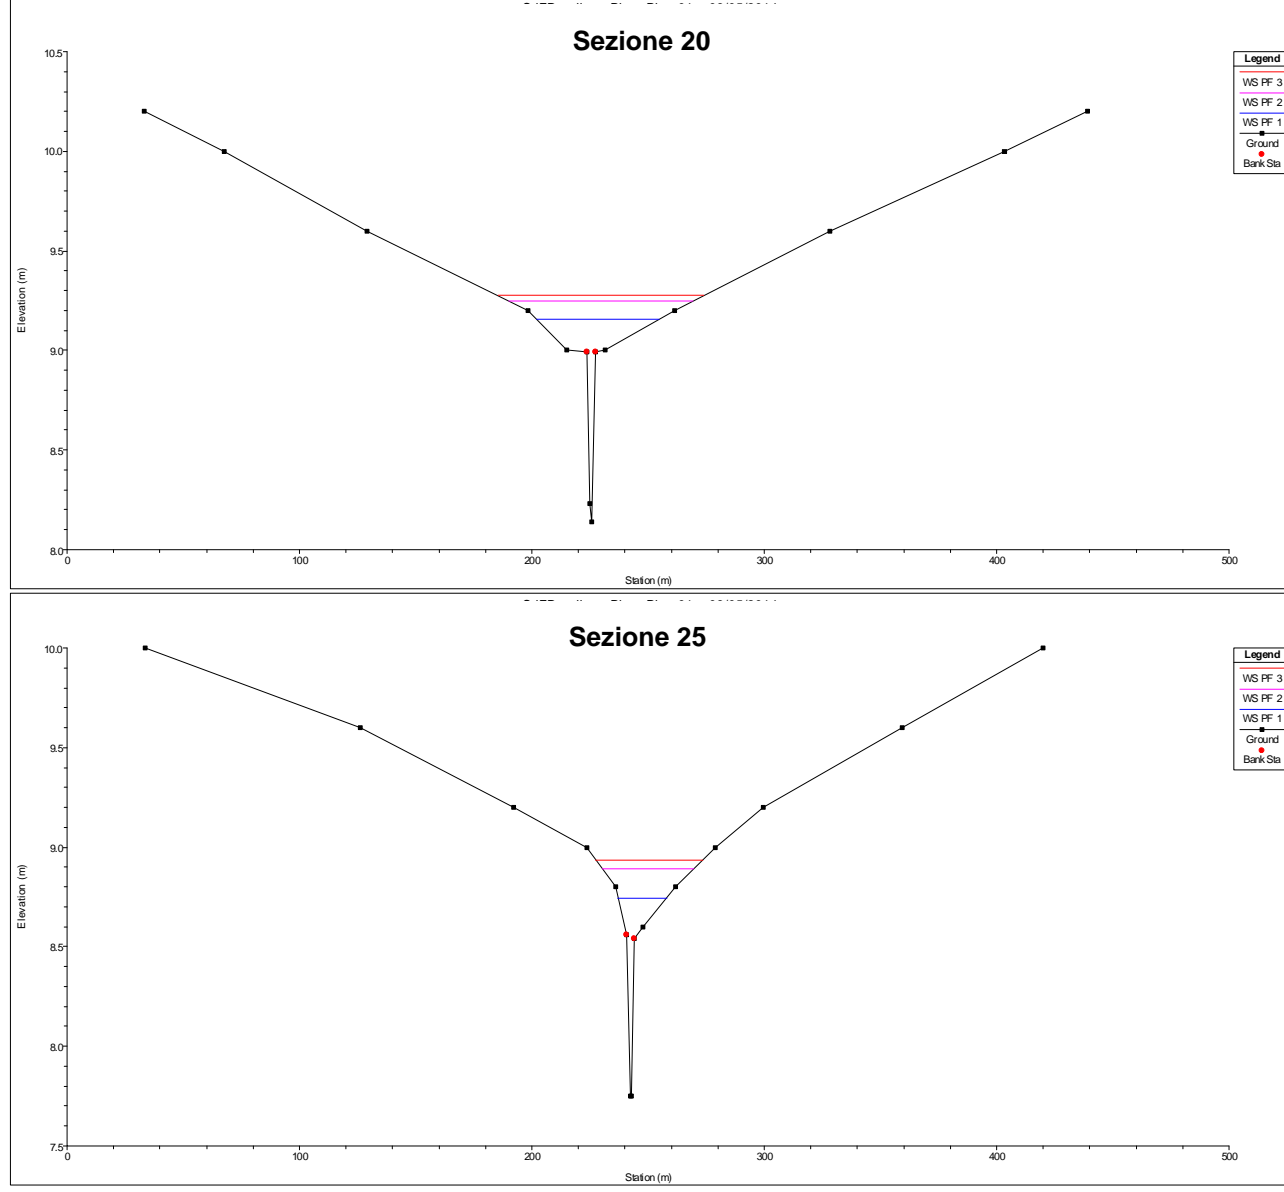 Sezione 20
10.5
10.0
9.5
9.0
8.5
8.0
Elevation (m)
0
100
200
300
400
500
Station (m)
Legend
WS PF 3
WS PF 2
WS PF 1
Ground
Bank Sta
Sezione 25
10.0
9.5
9.0
8.5
8.0
7.5
Elevation (m)
0
100
200
300
400
500
Station (m)
Legend
WS PF 3
WS PF 2
WS PF 1
Ground
Bank Sta